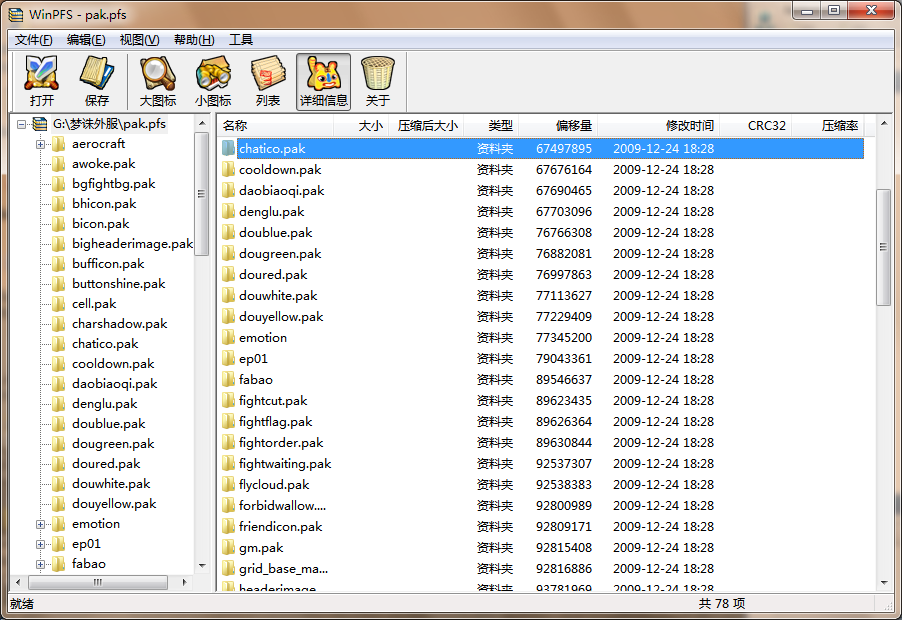 WinPFS - pak.pfs
文件(F) 编辑(E) 视图(V) 帮助(H) 工具
打开 保存 大图标 小图标 列表 详细信息 关于
G:\梦诛外服\pak.pfs
aerocraft
awoke.pak
bgfightbg.pak
bhicon.pak
bicon.pak
bigheaderimage.pak
bufficon.pak
buttonshine.pak
cell.pak
charshadow.pak
chatico.pak
cooldown.pak
daobiaoqi.pak
denglu.pak
doublue.pak
dougreen.pak
doured.pak
douwhite.pak
douyellow.pak
emotion
ep01
fabao
名称 大小 压缩后大小 类型 偏移量 修改时间 CRC32 压缩率
chatico.pak 资料夹 67497895 2009-12-24 18:28
cooldown.pak 资料夹 67676164 2009-12-24 18:28
daobiaoqi.pak 资料夹 67690465 2009-12-24 18:28
denglu.pak 资料夹 67703096 2009-12-24 18:28
doublue.pak 资料夹 76766308 2009-12-24 18:28
dougreen.pak 资料夹 76882081 2009-12-24 18:28
doured.pak 资料夹 76997863 2009-12-24 18:28
douwhite.pak 资料夹 77113627 2009-12-24 18:28
douyellow.pak 资料夹 77229409 2009-12-24 18:28
emotion 资料夹 77345200 2009-12-24 18:28
ep01 资料夹 79043361 2009-12-24 18:28
fabao 资料夹 89546637 2009-12-24 18:28
fightcut.pak 资料夹 89623435 2009-12-24 18:28
fightflag.pak 资料夹 89626364 2009-12-24 18:28
fightorder.pak 资料夹 89630844 2009-12-24 18:28
fightwaiting.pak 资料夹 92537307 2009-12-24 18:28
flycloud.pak 资料夹 92538383 2009-12-24 18:28
forbidwallow.... 资料夹 92800989 2009-12-24 18:28
friendicon.pak 资料夹 92809171 2009-12-24 18:28
gm.pak 资料夹 92815408 2009-12-24 18:28
grid_base_ma... 资料夹 92816886 2009-12-24 18:28
headerimage 资料夹 93781969 2009-12-24 18:28
就绪 共 78 项